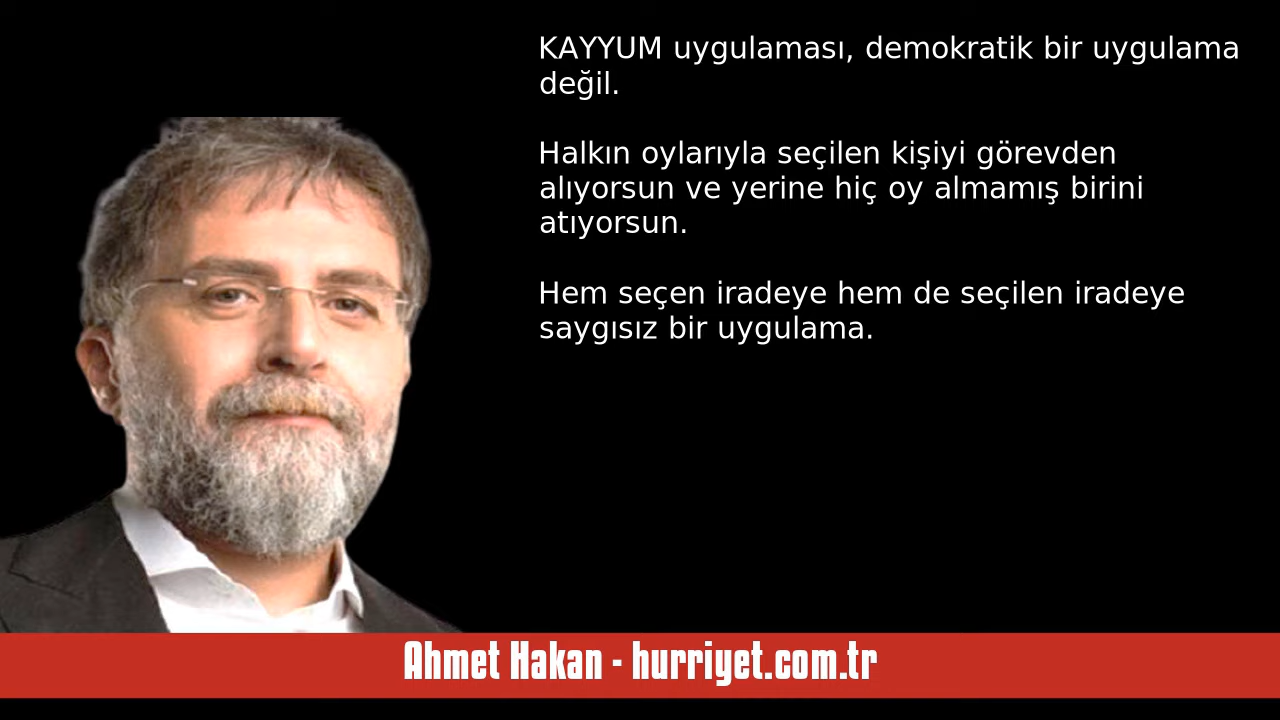 KAYYUM uygulaması, demokratik bir uygulama
değil.
Halkın oylarıyla seçilen kişiyi görevden
alıyorsun ve yerine hiç oy almamış birini
atıyorsun.
Hem seçen iradeye hem de seçilen iradeye
saygısız bir uygulama.
Ahmet Hakan - hurriyet.com.tr